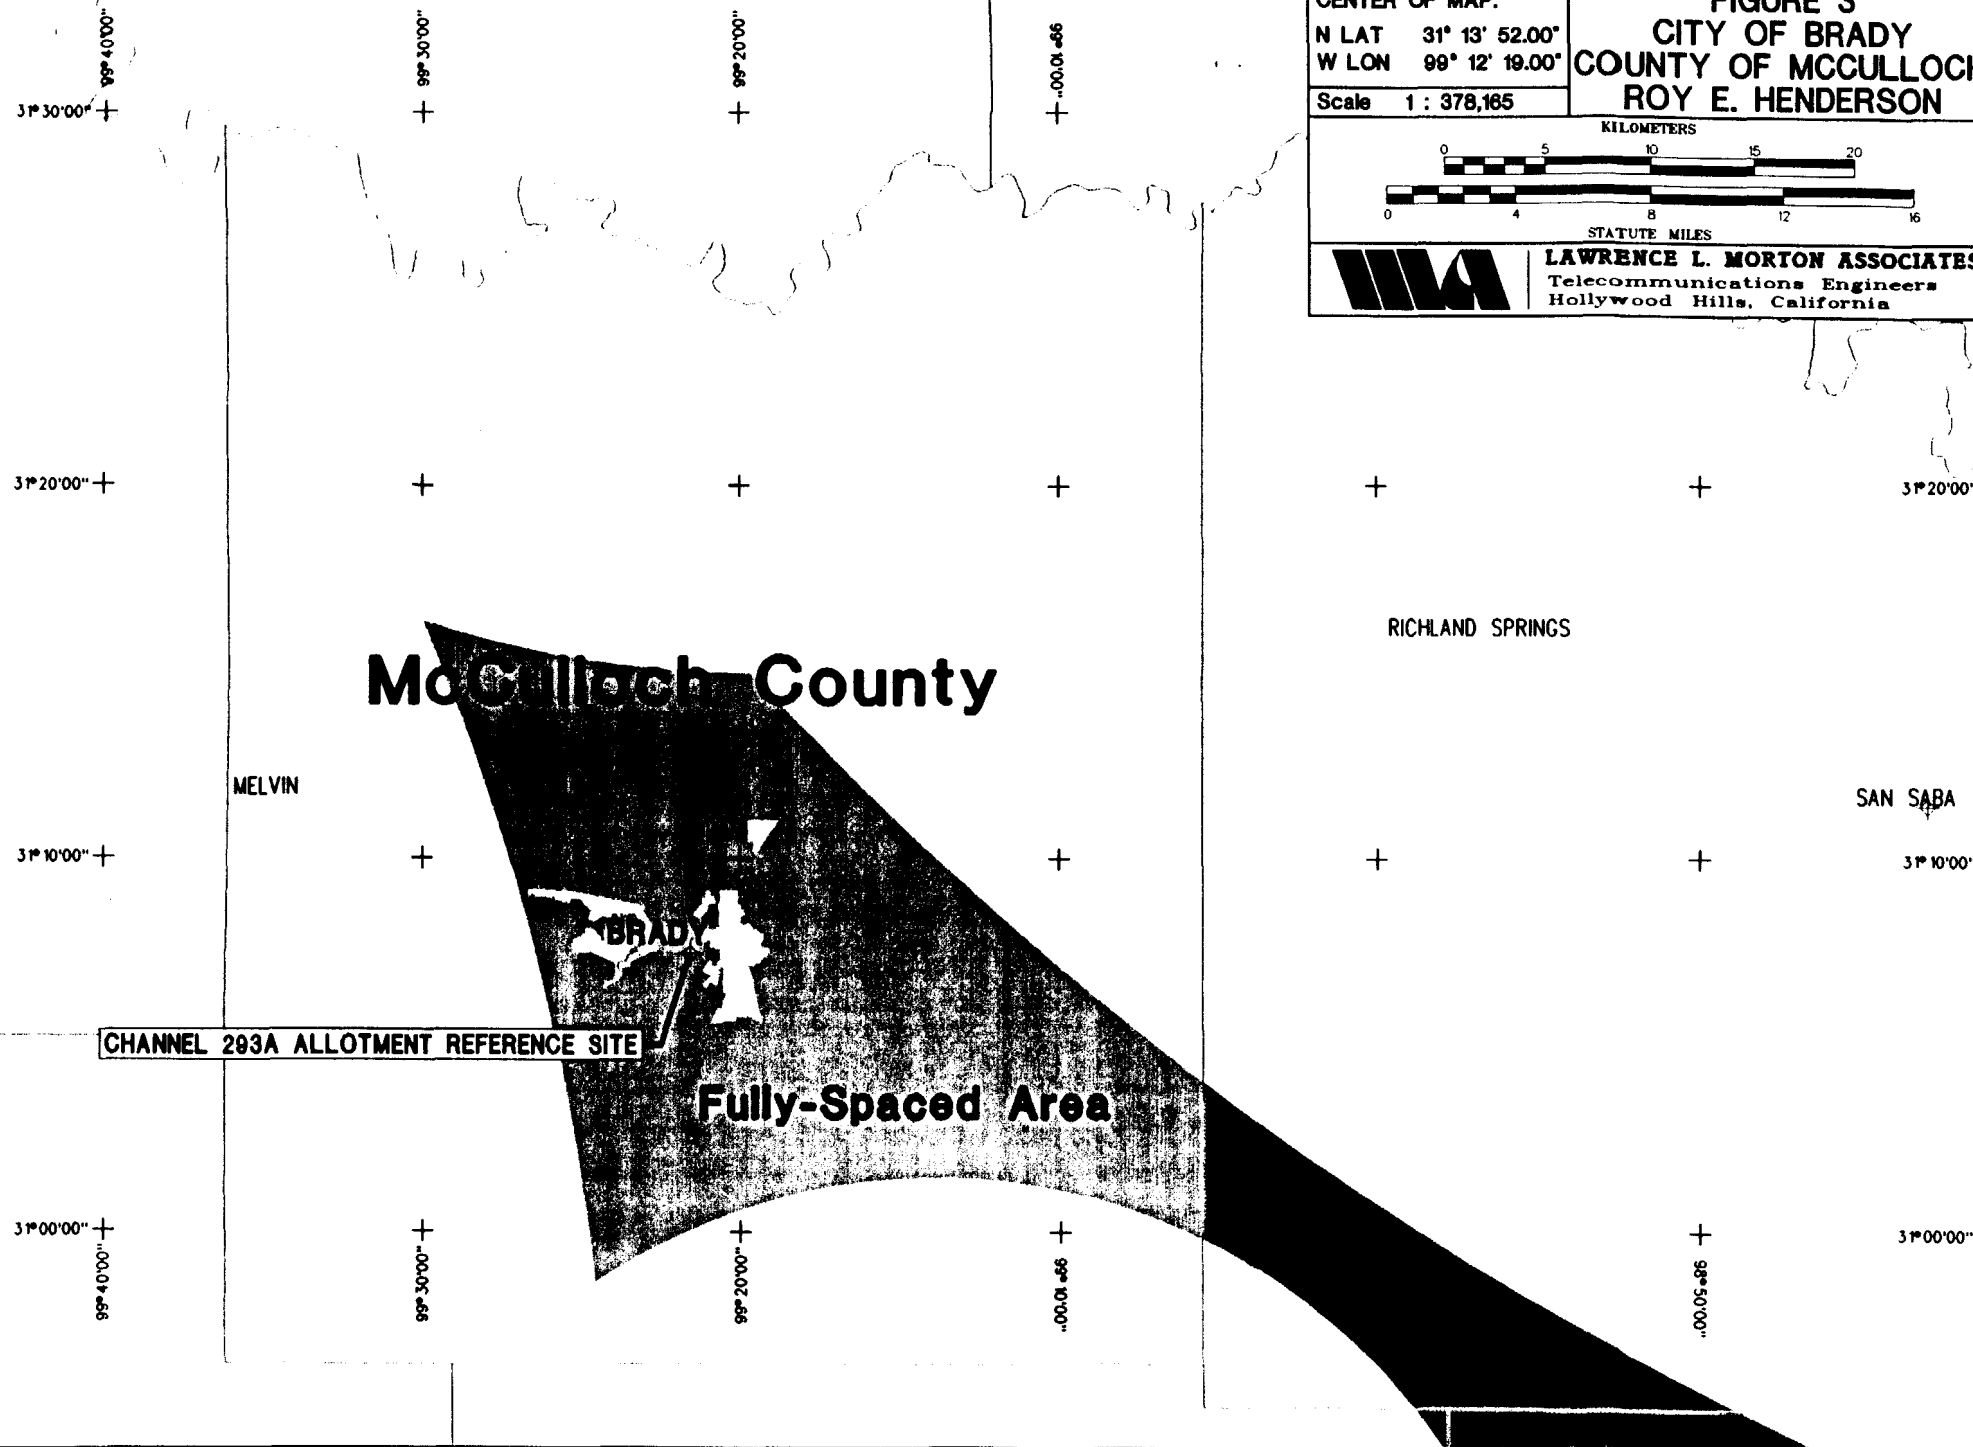 99°40'00"
99°30'00"
99°20'00"
99°10'00"
CENTER OF MAP:
N LAT 31° 13' 52.00"
W LON 99° 12' 19.00"
Scale 1 : 378,165
FIGURE 3
CITY OF BRADY
COUNTY OF MCCULLOCH
ROY E. HENDERSON
KILOMETERS
0 5 10 15 20
0 4 8 12 16
STATUTE MILES
LAWRENCE L. MORTON ASSOCIATES
Telecommunications Engineers
Hollywood Hills, California
31°30'00"
31°20'00"
31°20'00"
RICHLAND SPRINGS
McCulloch County
MELVIN
SAN SABA
31°10'00"
31°10'00"
BRADY
CHANNEL 293A ALLOTMENT REFERENCE SITE
Fully-Spaced Area
31°00'00"
31°00'00"
99°40'00"
99°30'00"
99°20'00"
99°10'00"
98°50'00"